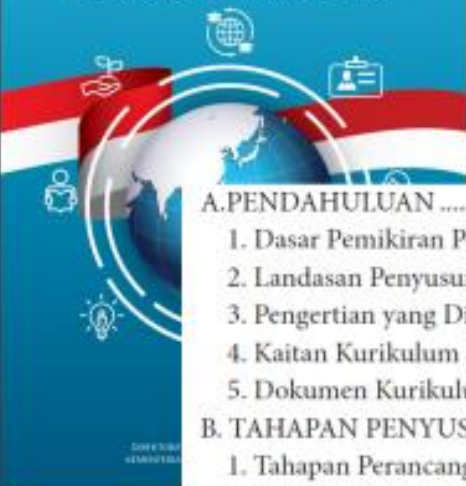 A.PENDAHULUAN ....
1. Dasar Pemikiran P
2. Landasan Penyusu
3. Pengertian yang Di
4. Kaitan Kurikulum
5. Dokumen Kurikulu
B. TAHAPAN PENYUS
1. Tahapan Perancang